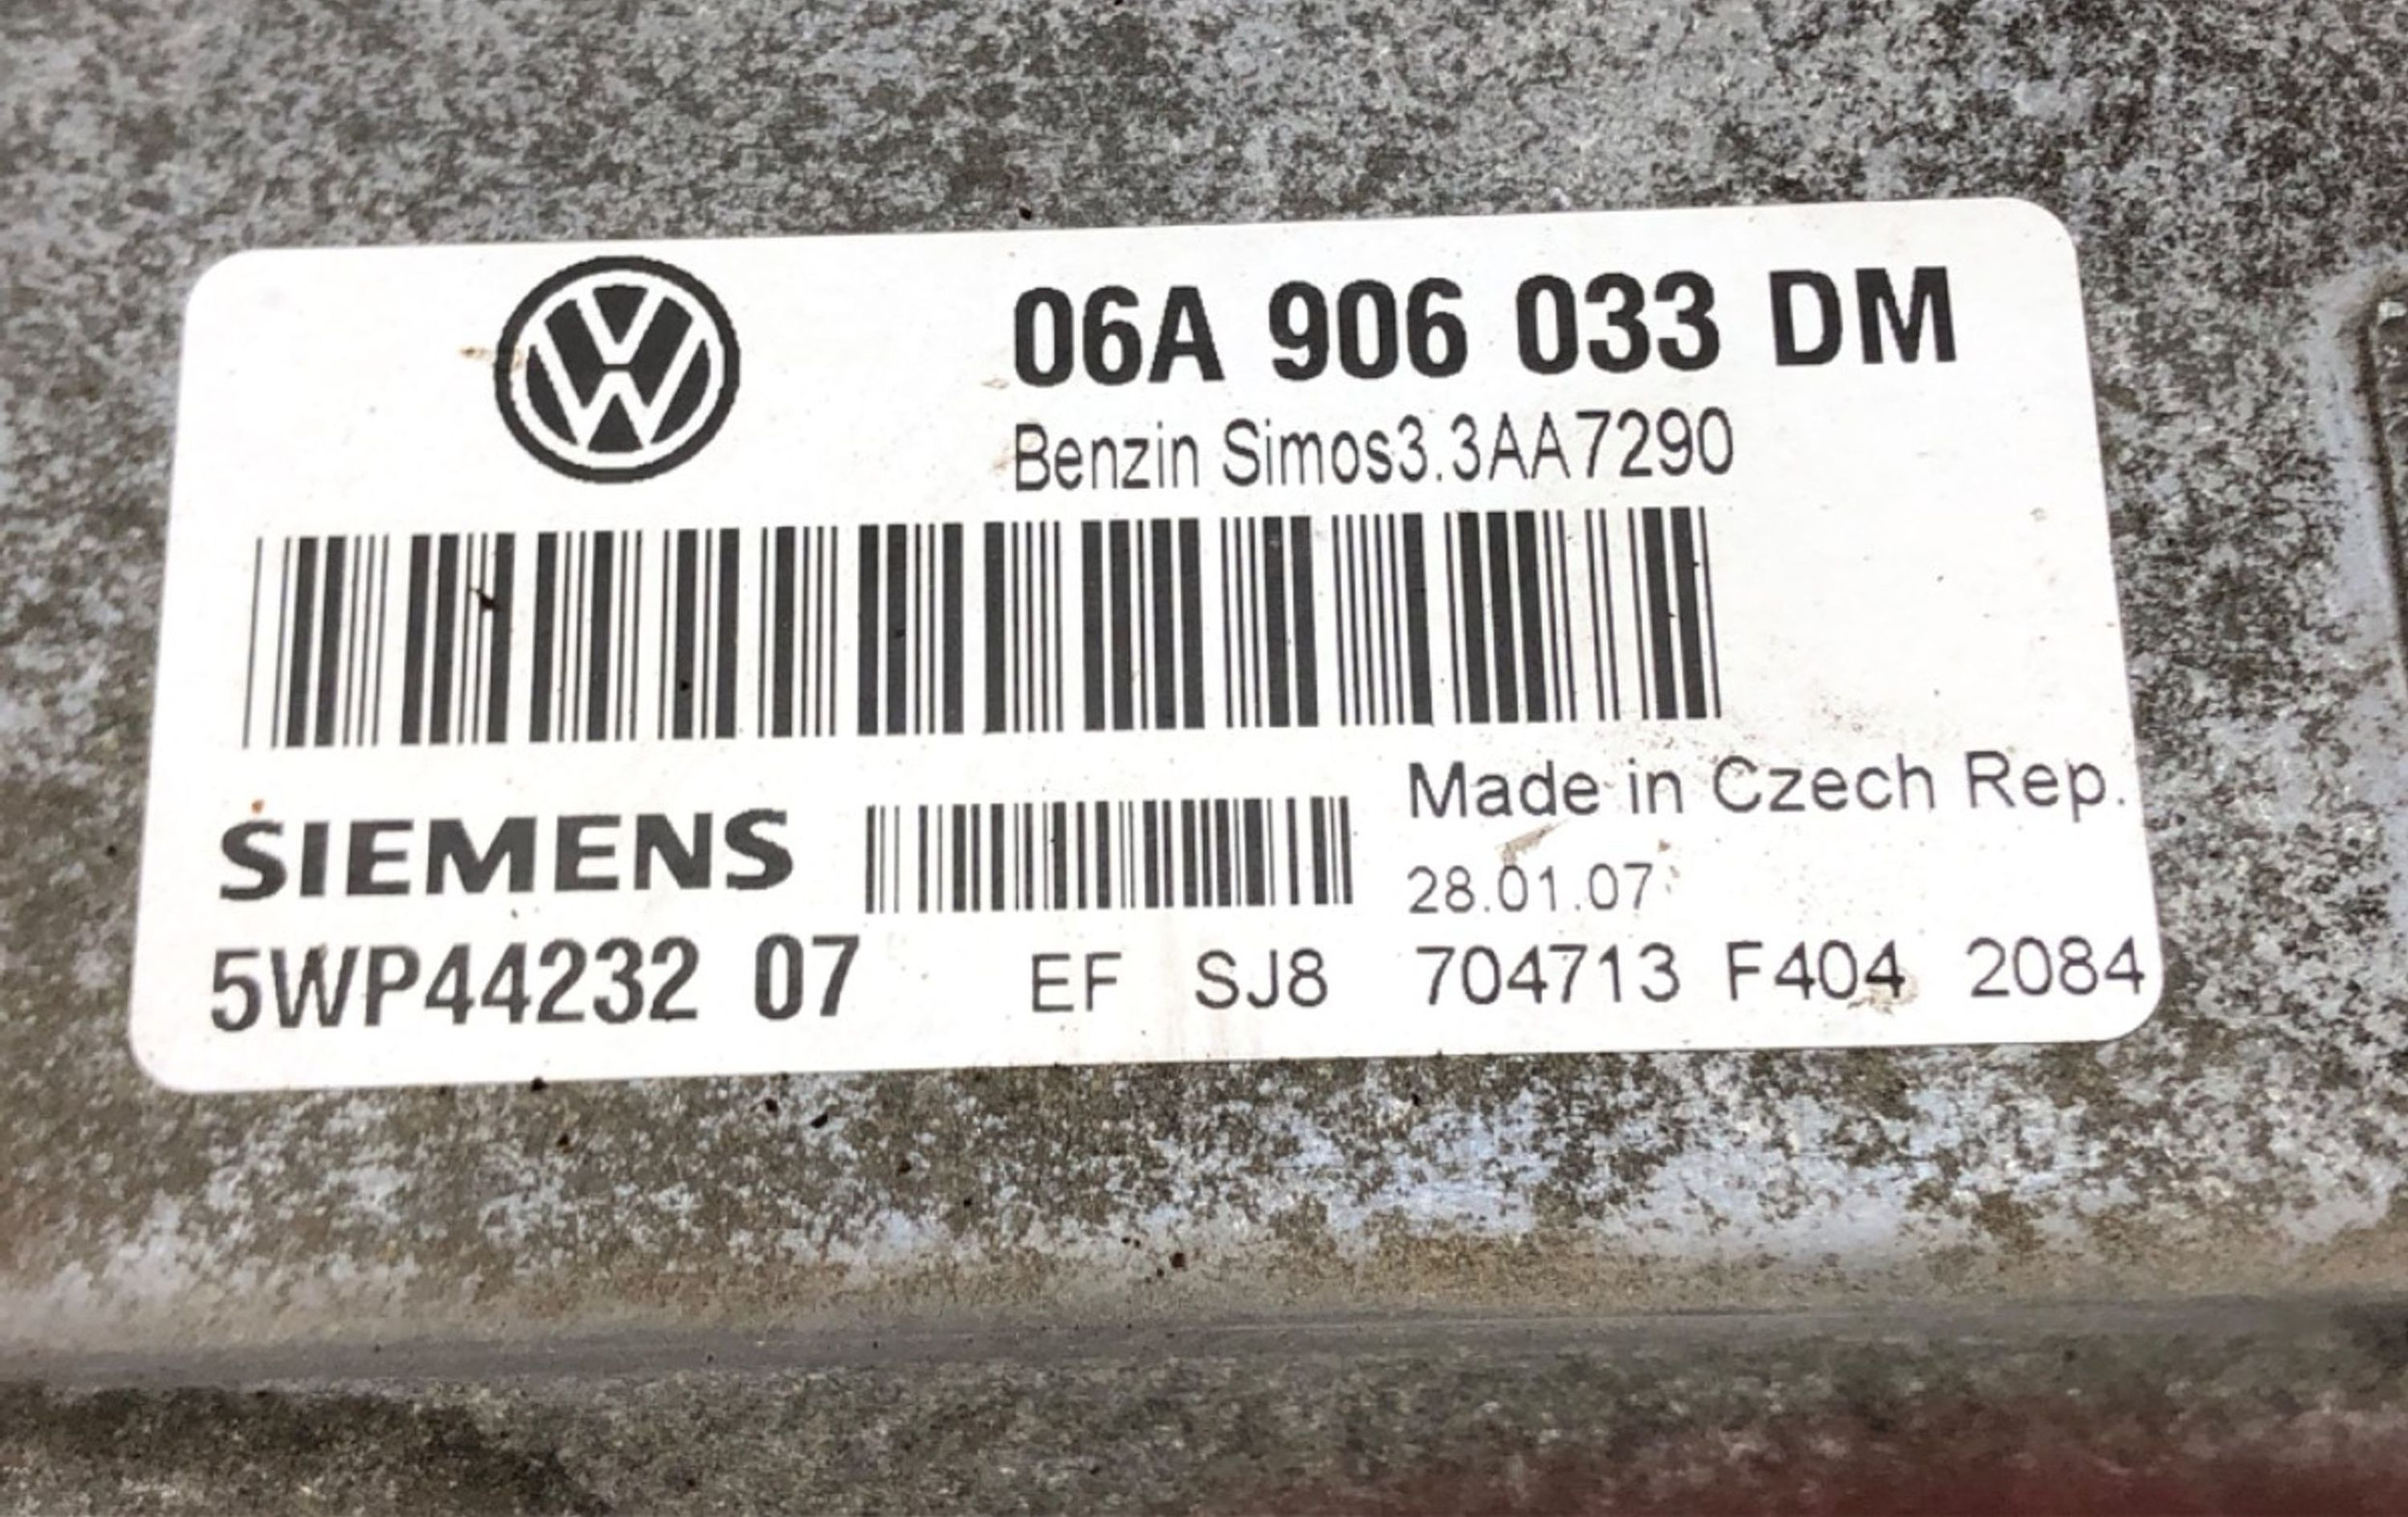 06A 906 033 DM
Benzin Simos3.3AA7290
Made in Czech Rep.
SIEMENS
28.01.07
5WP44232 07 EF SJ8 704713 F404 2084